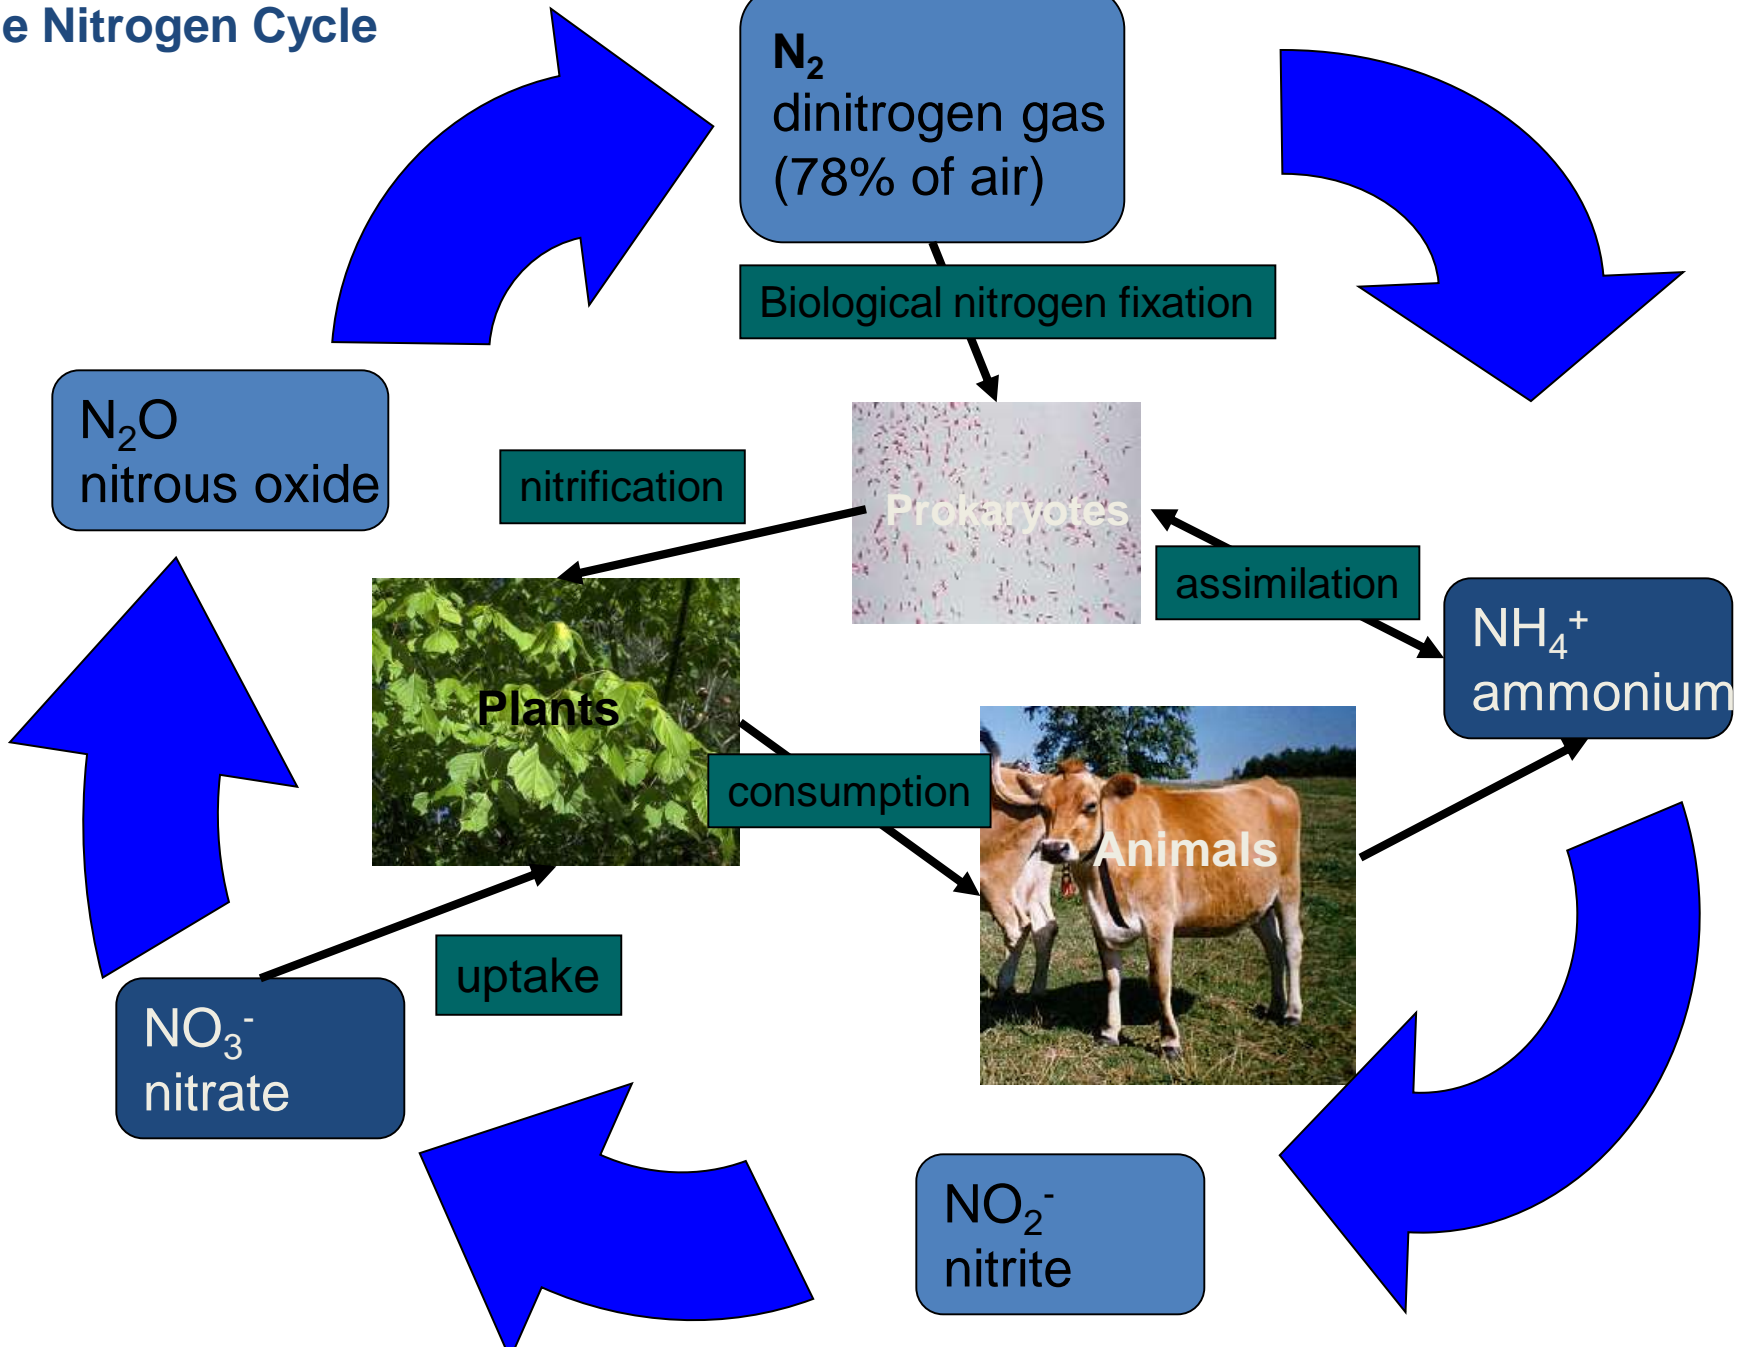 e Nitrogen Cycle
N₂
dinitrogen gas
(78% of air)
Biological nitrogen fixation
N₂O
nitrous oxide
nitrification
Prokaryotes
assimilation
NH₄⁺
ammonium
Plants
consumption
Animals
uptake
NO₃⁻
nitrate
NO₂⁻
nitrite